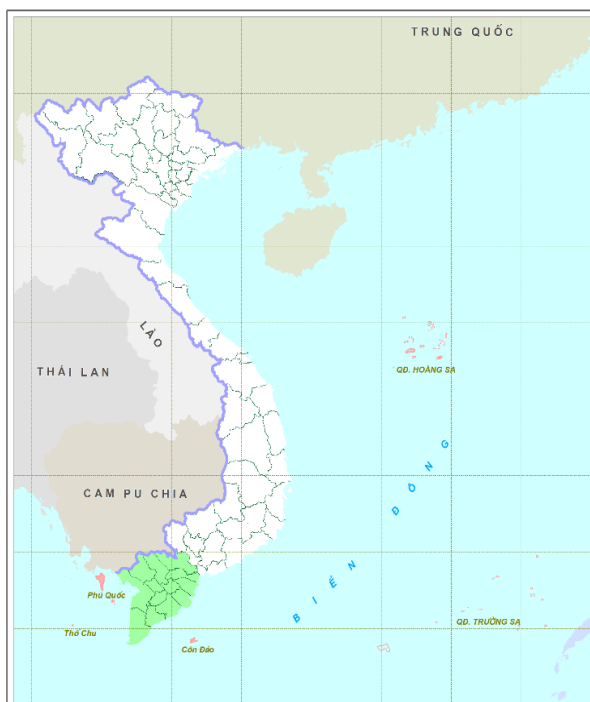 TRUNG QUỐC
LÀO
THÁI LAN
QĐ. HOÀNG SA
CAM PU CHIA
BIỂN ĐÔNG
Phú Quốc
Thổ Chu
Côn Đảo
QĐ. TRƯỜNG SA